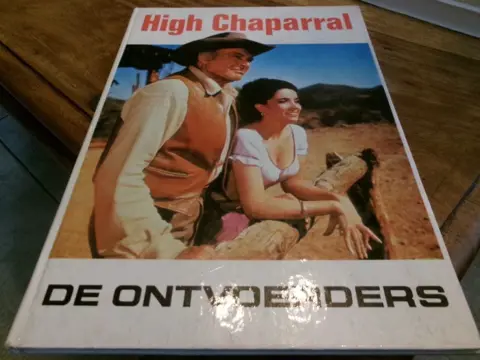 High Chaparral
DE ONTVOERDERS